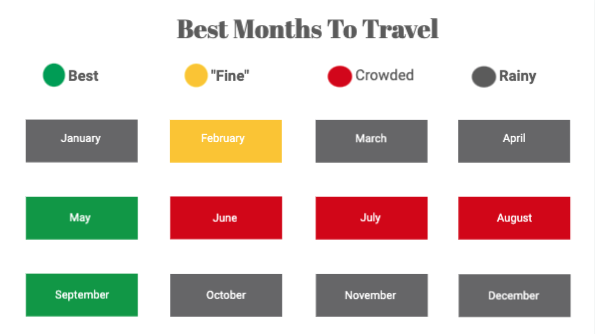 Best Months To Travel
Best "Fine" Crowded Rainy
January February March April
May June July August
September October November December